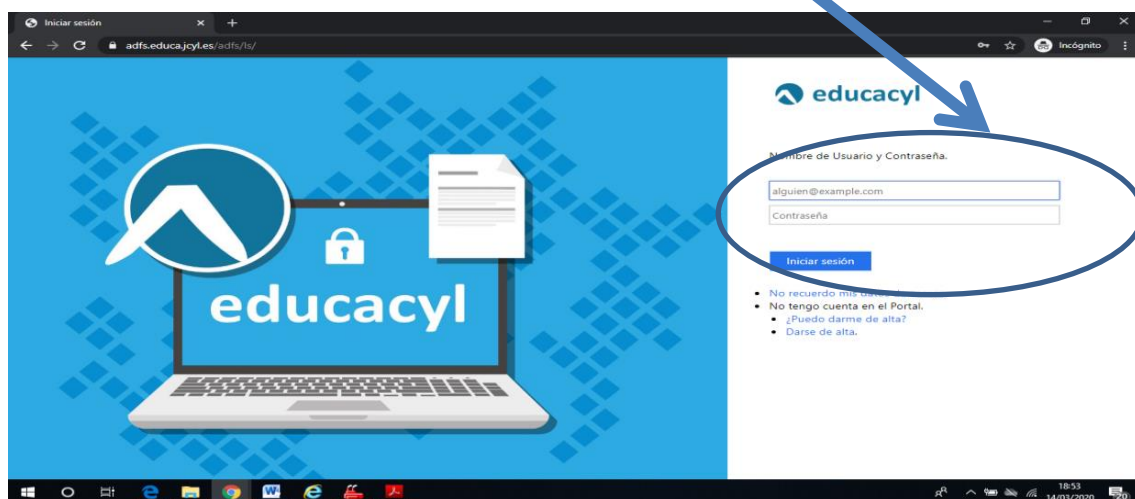 Iniciar sesión
adfs.educa.jcyl.es/adfs/ls/
Incógnito
educacyl
educacyl
Nombre de Usuario y Contraseña.
alguien@example.com
Contraseña
Iniciar sesión
No recuerdo mis datos
No tengo cuenta en el Portal.
¿Puedo darme de alta?
Darse de alta.
18:53
14/03/2020
20